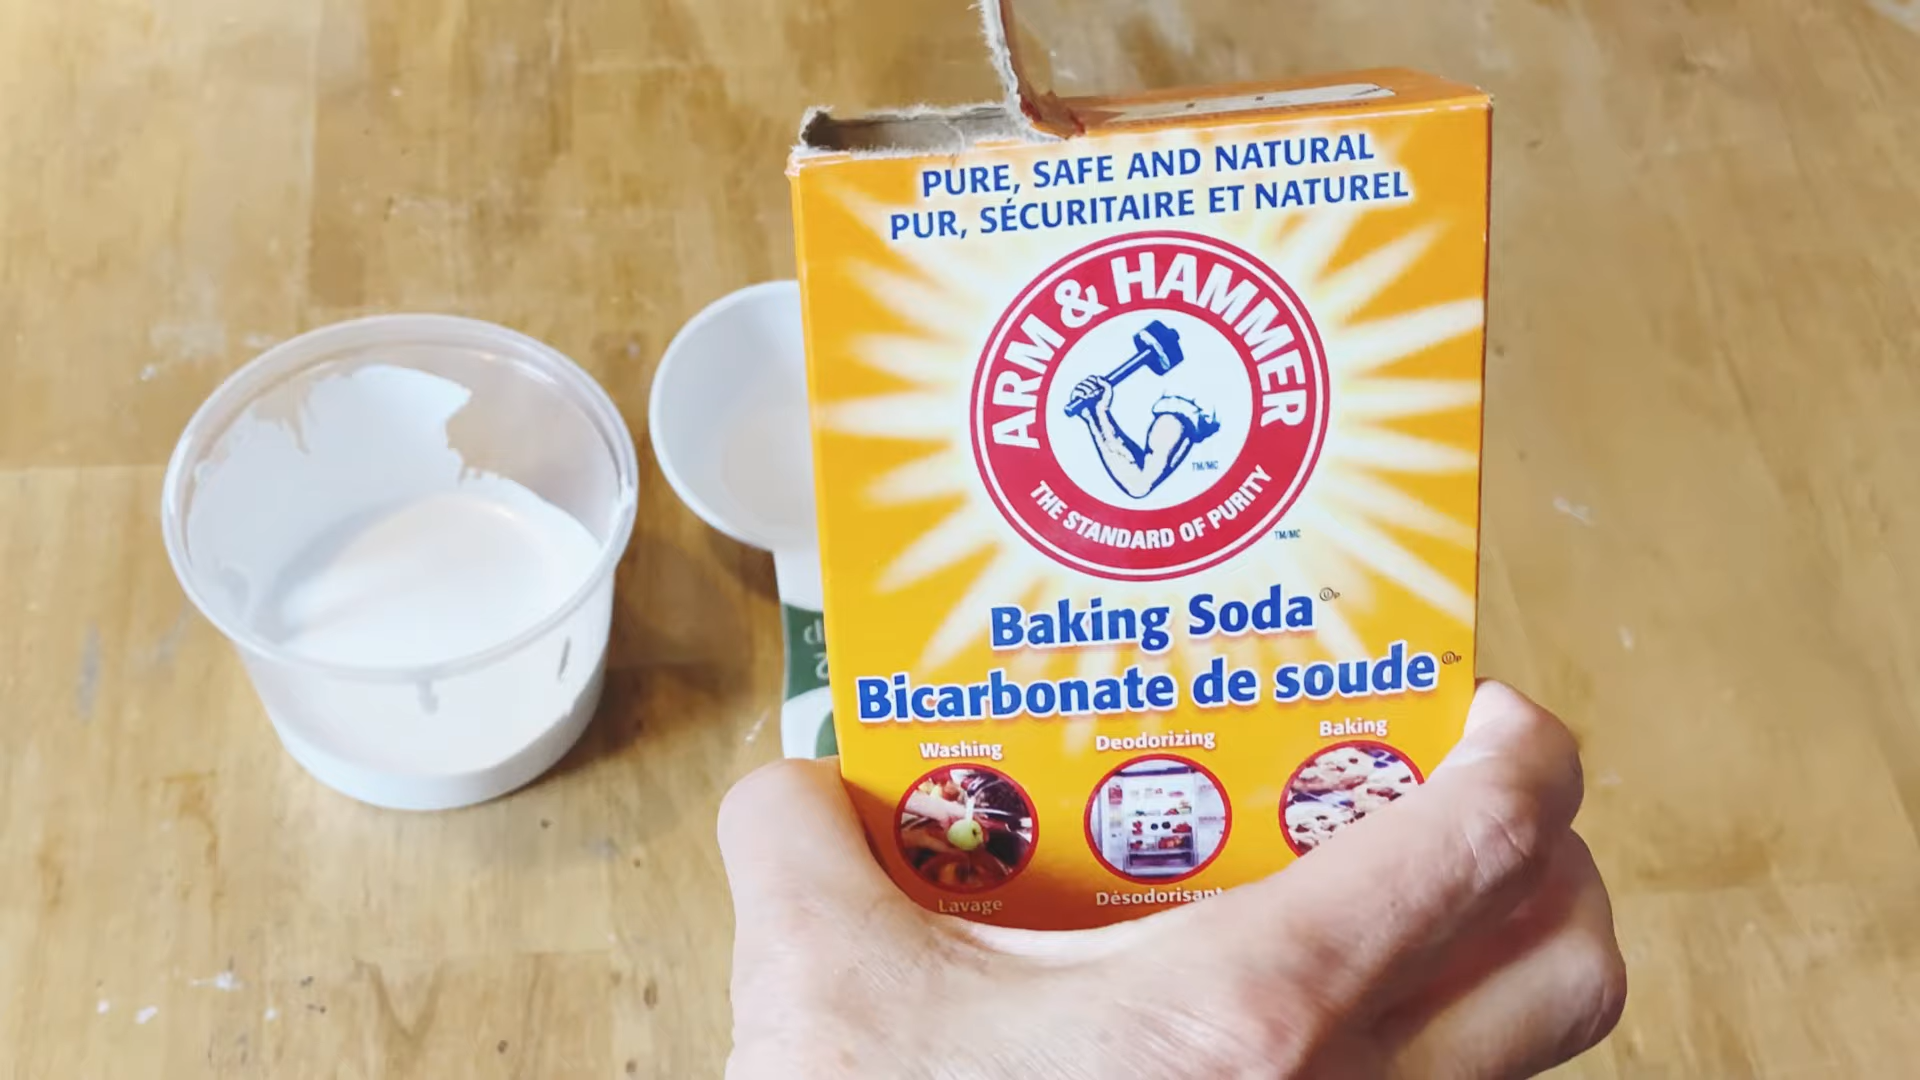 PURE, SAFE AND NATURAL
PUR, SÉCURITAIRE ET NATUREL
ARM & HAMMER
TM/MC
THE STANDARD OF PURITY
TM/MC
Baking Soda
Bicarbonate de soude
Washing
Deodorizing
Baking
Lavage
Désodorisant